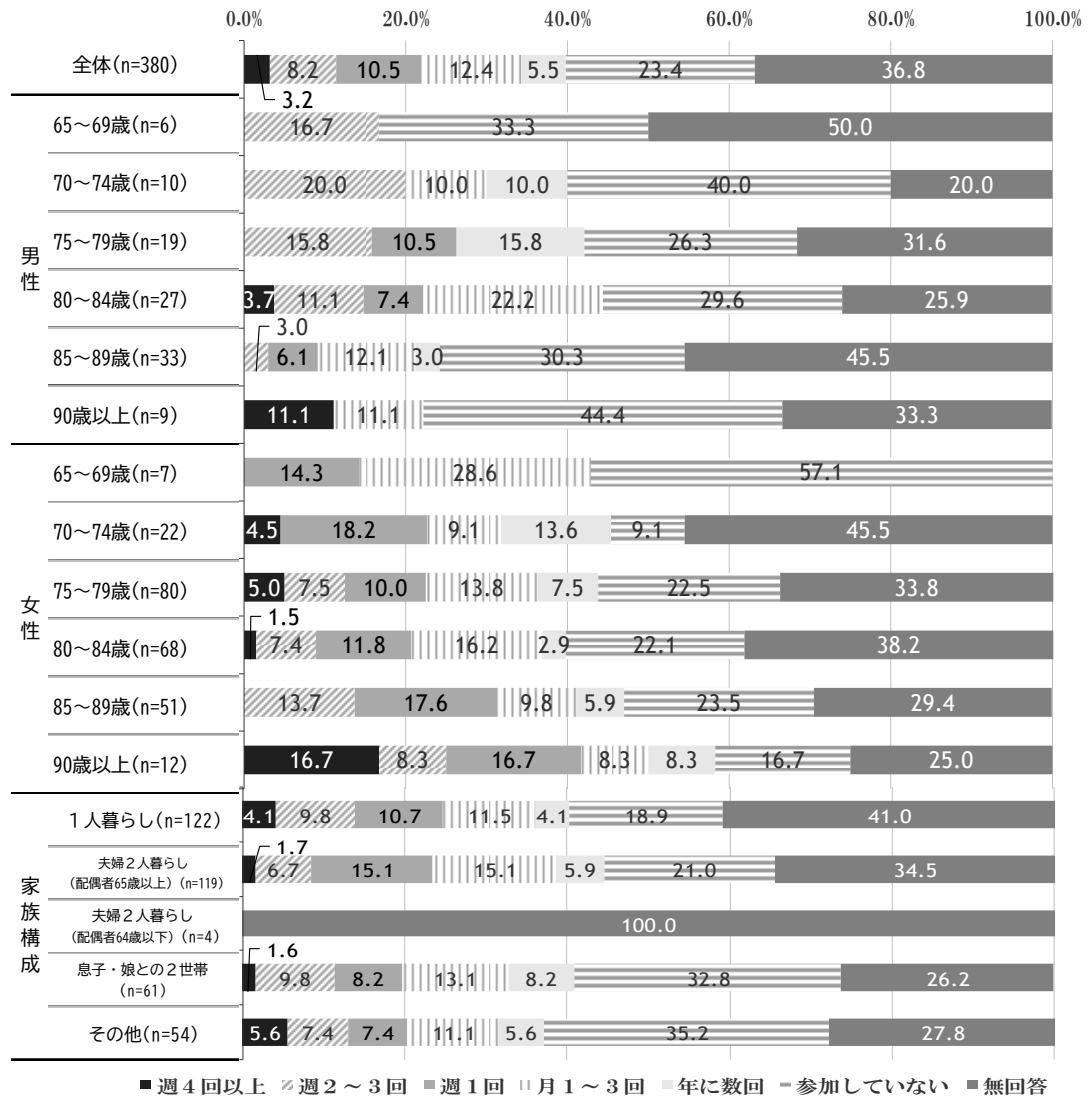 0.0% 20.0% 40.0% 60.0% 80.0% 100.0%
全体(n=380) 8.2 10.5 12.4 5.5 23.4 36.8
3.2
男性
65～69歳(n=6) 16.7 33.3 50.0
70～74歳(n=10) 20.0 10.0 10.0 40.0 20.0
75～79歳(n=19) 15.8 10.5 15.8 26.3 31.6
80～84歳(n=27) 3.7 11.1 7.4 22.2 29.6 25.9
3.0
85～89歳(n=33) 6.1 12.1 3.0 30.3 45.5
90歳以上(n=9) 11.1 11.1 44.4 33.3
女性
65～69歳(n=7) 14.3 28.6 57.1
70～74歳(n=22) 4.5 18.2 9.1 13.6 9.1 45.5
75～79歳(n=80) 5.0 7.5 10.0 13.8 7.5 22.5 33.8
1.5
80～84歳(n=68) 7.4 11.8 16.2 2.9 22.1 38.2
85～89歳(n=51) 13.7 17.6 9.8 5.9 23.5 29.4
90歳以上(n=12) 16.7 8.3 16.7 8.3 8.3 16.7 25.0
家族構成
１人暮らし(n=122) 4.1 9.8 10.7 11.5 4.1 18.9 41.0
1.7
夫婦２人暮らし
(配偶者65歳以上)(n=119) 6.7 15.1 15.1 5.9 21.0 34.5
夫婦２人暮らし
(配偶者64歳以下)(n=4) 100.0
1.6
息子・娘との２世帯
(n=61) 9.8 8.2 13.1 8.2 32.8 26.2
その他(n=54) 5.6 7.4 7.4 11.1 5.6 35.2 27.8
週４回以上 週２～３回 週１回 月１～３回 年に数回 参加していない 無回答